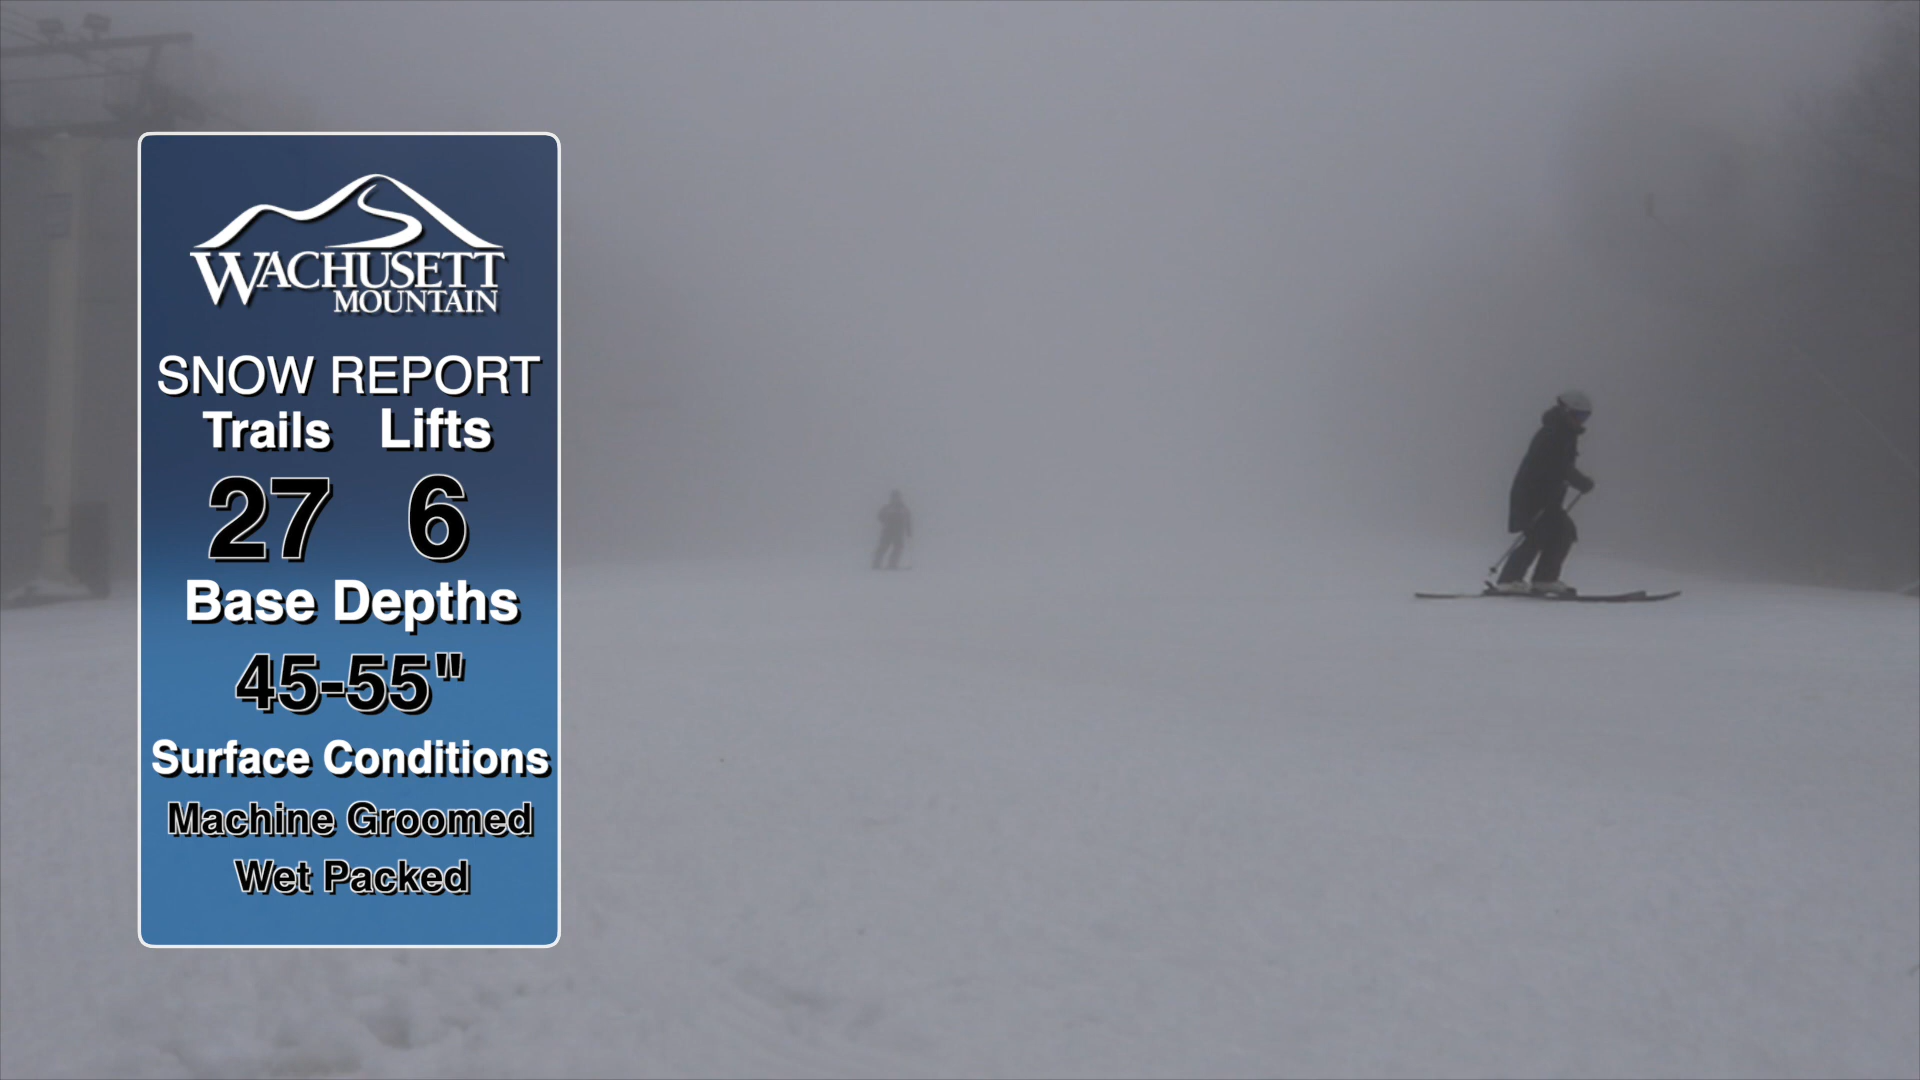 WACHUSETT
MOUNTAIN
SNOW REPORT
Trails Lifts
27 6
Base Depths
45-55"
Surface Conditions
Machine Groomed
Wet Packed